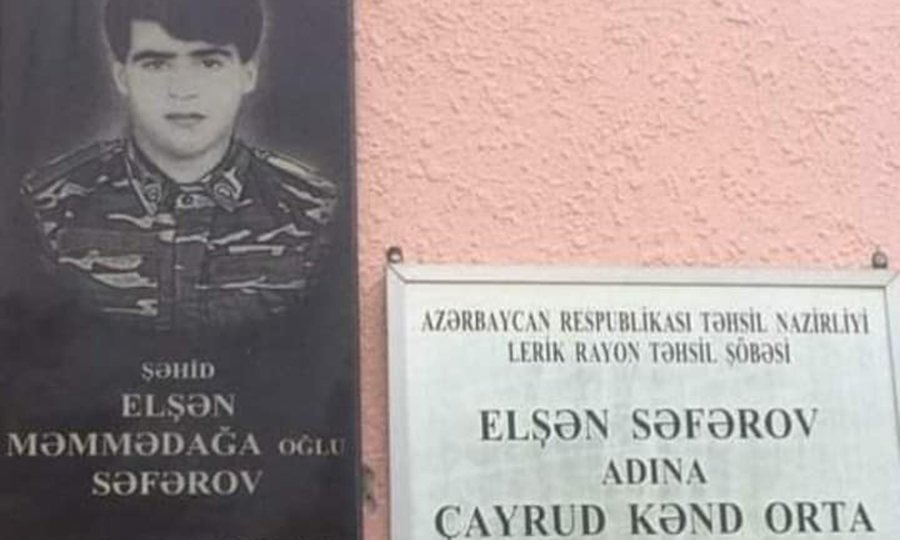 ŞƏHİD
ELŞƏN
MƏMMƏDAĞA OĞLU
SƏFƏROV
AZƏRBAYCAN RESPUBLİKASI TƏHSİL NAZİRLİYİ
LERİK RAYON TƏHSİL ŞÖBƏSİ
ELŞƏN SƏFƏROV
ADINA
ÇAYRUD KƏND ORTA